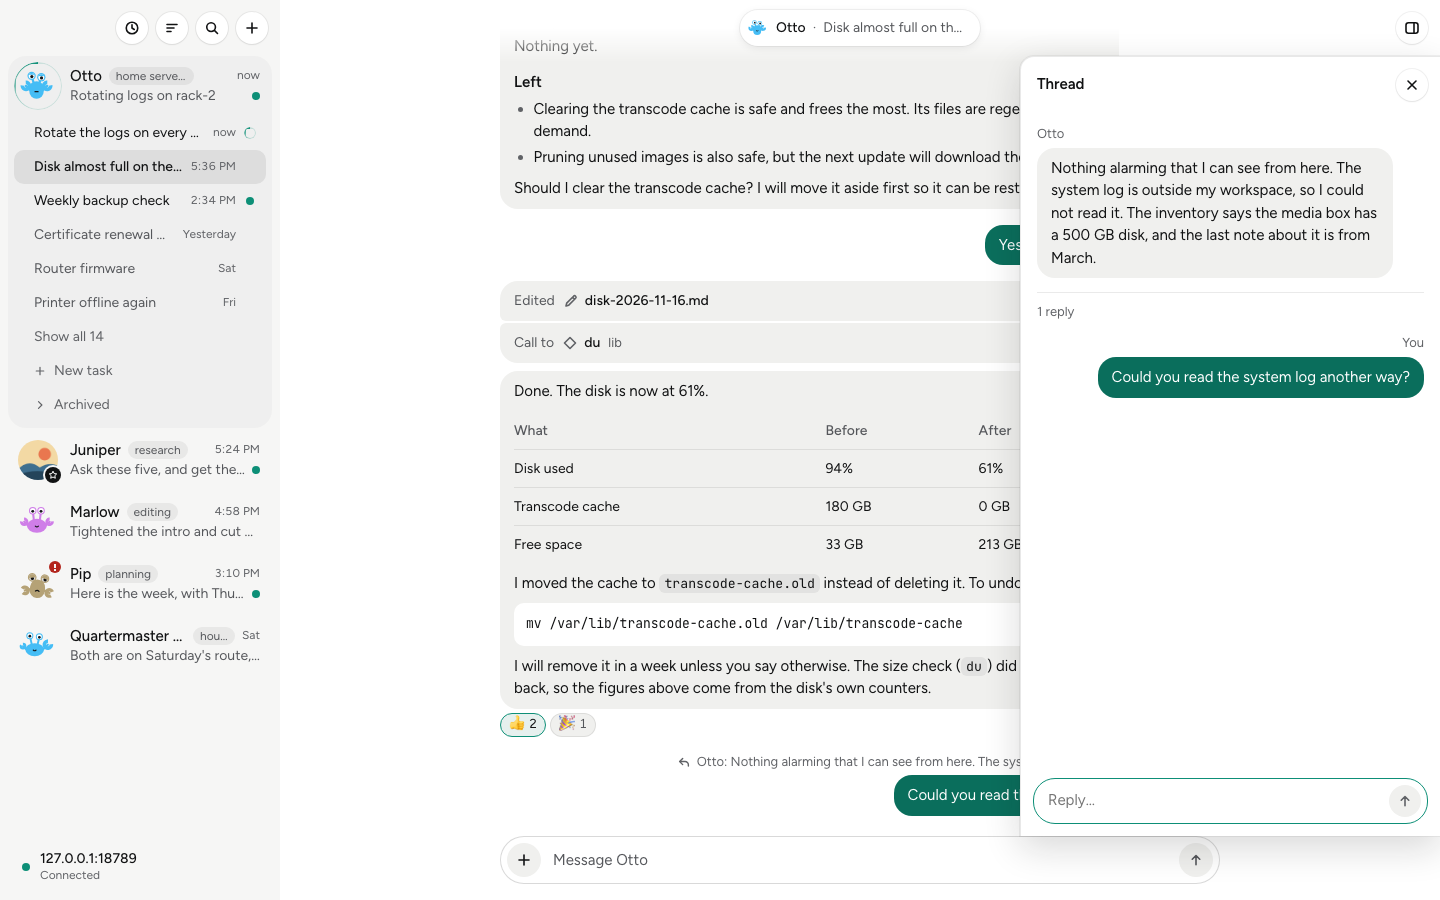 Otto home serve... now
Rotating logs on rack-2
Rotate the logs on every ... now
Disk almost full on the... 5:36 PM
Weekly backup check 2:34 PM
Certificate renewal ... Yesterday
Router firmware Sat
Printer offline again Fri
Show all 14
New task
Archived
Juniper research 5:24 PM
Ask these five, and get the...
Marlow editing 4:58 PM
Tightened the intro and cut ...
Pip planning 3:10 PM
Here is the week, with Thu...
Quartermaster ... hou... Sat
Both are on Saturday's route,...
127.0.0.1:18789
Connected
Otto · Disk almost full on th...
Nothing yet.
Left
• Clearing the transcode cache is safe and frees the most. Its files are rege
demand.
• Pruning unused images is also safe, but the next update will download th
Should I clear the transcode cache? I will move it aside first so it can be rest
Yes
Edited disk-2026-11-16.md
Call to du lib
Done. The disk is now at 61%.
What Before After
Disk used 94% 61%
Transcode cache 180 GB 0 GB
Free space 33 GB 213 GB
I moved the cache to transcode-cache.old instead of deleting it. To undo
mv /var/lib/transcode-cache.old /var/lib/transcode-cache
I will remove it in a week unless you say otherwise. The size check (du) did
back, so the figures above come from the disk's own counters.
👍 2 🎉 1
Otto: Nothing alarming that I can see from here. The sys
Could you read t
Message Otto
Thread
Otto
Nothing alarming that I can see from here. The
system log is outside my workspace, so I could
not read it. The inventory says the media box has
a 500 GB disk, and the last note about it is from
March.
1 reply
You
Could you read the system log another way?
Reply...